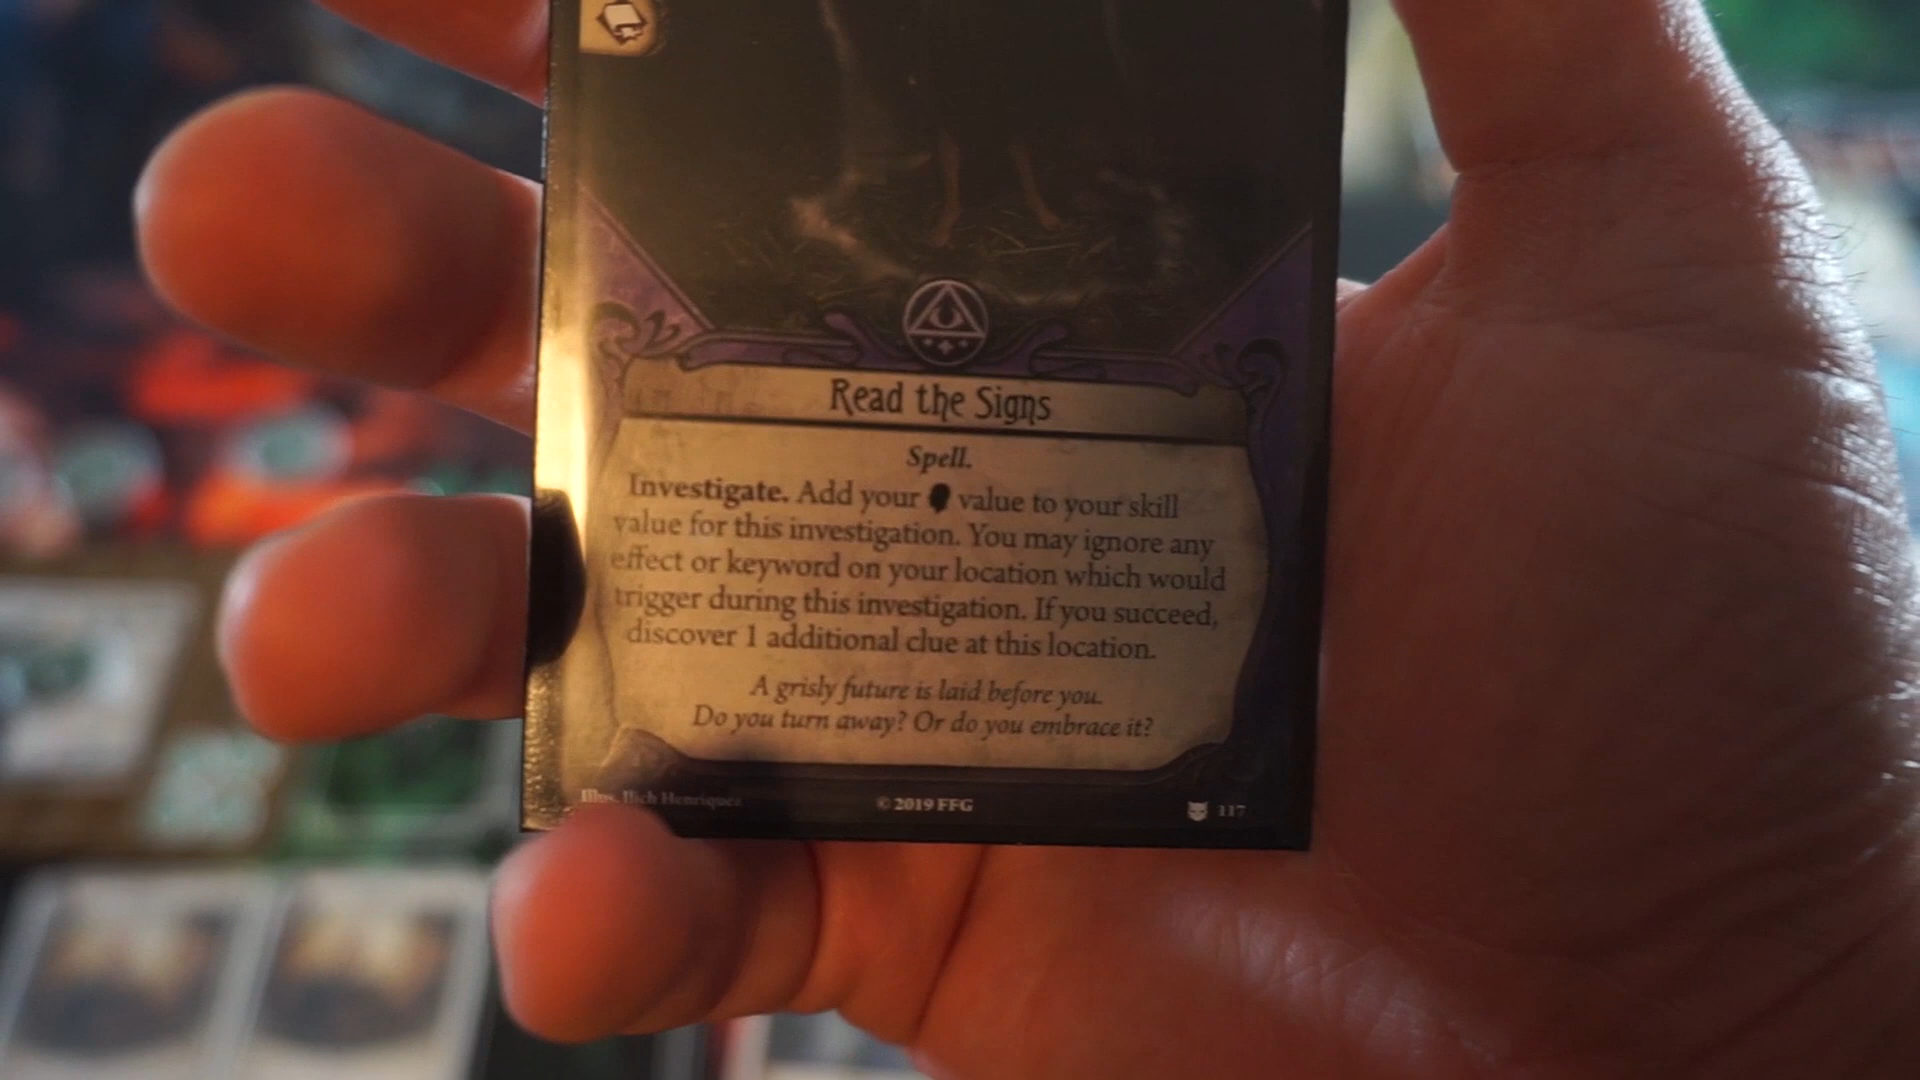 Read the Signs
Spell.
Investigate. Add your value to your skill
value for this investigation. You may ignore any
effect or keyword on your location which would
trigger during this investigation. If you succeed,
discover 1 additional clue at this location.
A grisly future is laid before you.
Do you turn away? Or do you embrace it?
Illus. Ilich Henriquez
© 2019 FFG
117